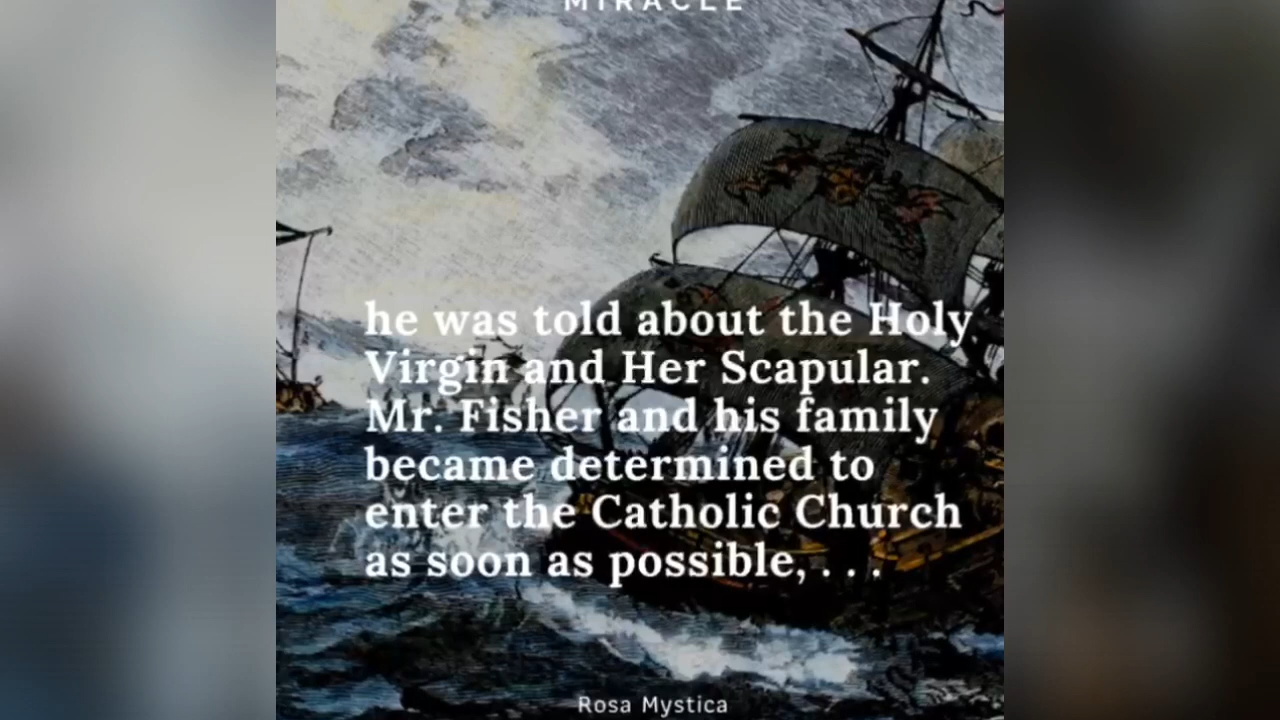 MIRACLE
he was told about the Holy
Virgin and Her Scapular.
Mr. Fisher and his family
became determined to
enter the Catholic Church
as soon as possible, . . .
Rosa Mystica